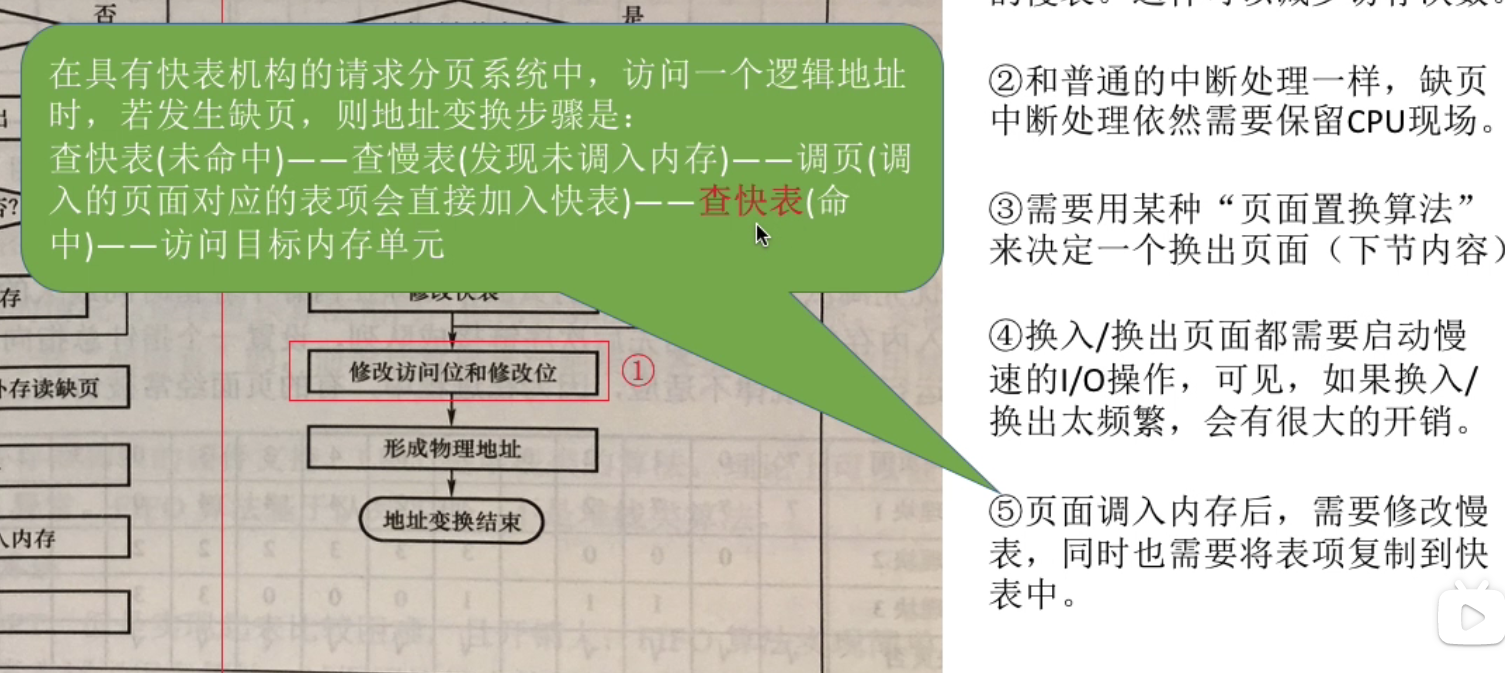 否
是
在具有快表机构的请求分页系统中，访问一个逻辑地址
时，若发生缺页，则地址变换步骤是：
查快表(未命中)——查慢表(发现未调入内存)——调页(调
入的页面对应的表项会直接加入快表)——查快表(命
中)——访问目标内存单元
否?
存
修改快表
修改访问位和修改位
①
外存读缺页
形成物理地址
地址变换结束
入内存
②和普通的中断处理一样，缺页
中断处理依然需要保留CPU现场。
③需要用某种“页面置换算法”
来决定一个换出页面（下节内容）
④换入/换出页面都需要启动慢
速的I/O操作，可见，如果换入/
换出太频繁，会有很大的开销。
⑤页面调入内存后，需要修改慢
表，同时也需要将表项复制到快
表中。